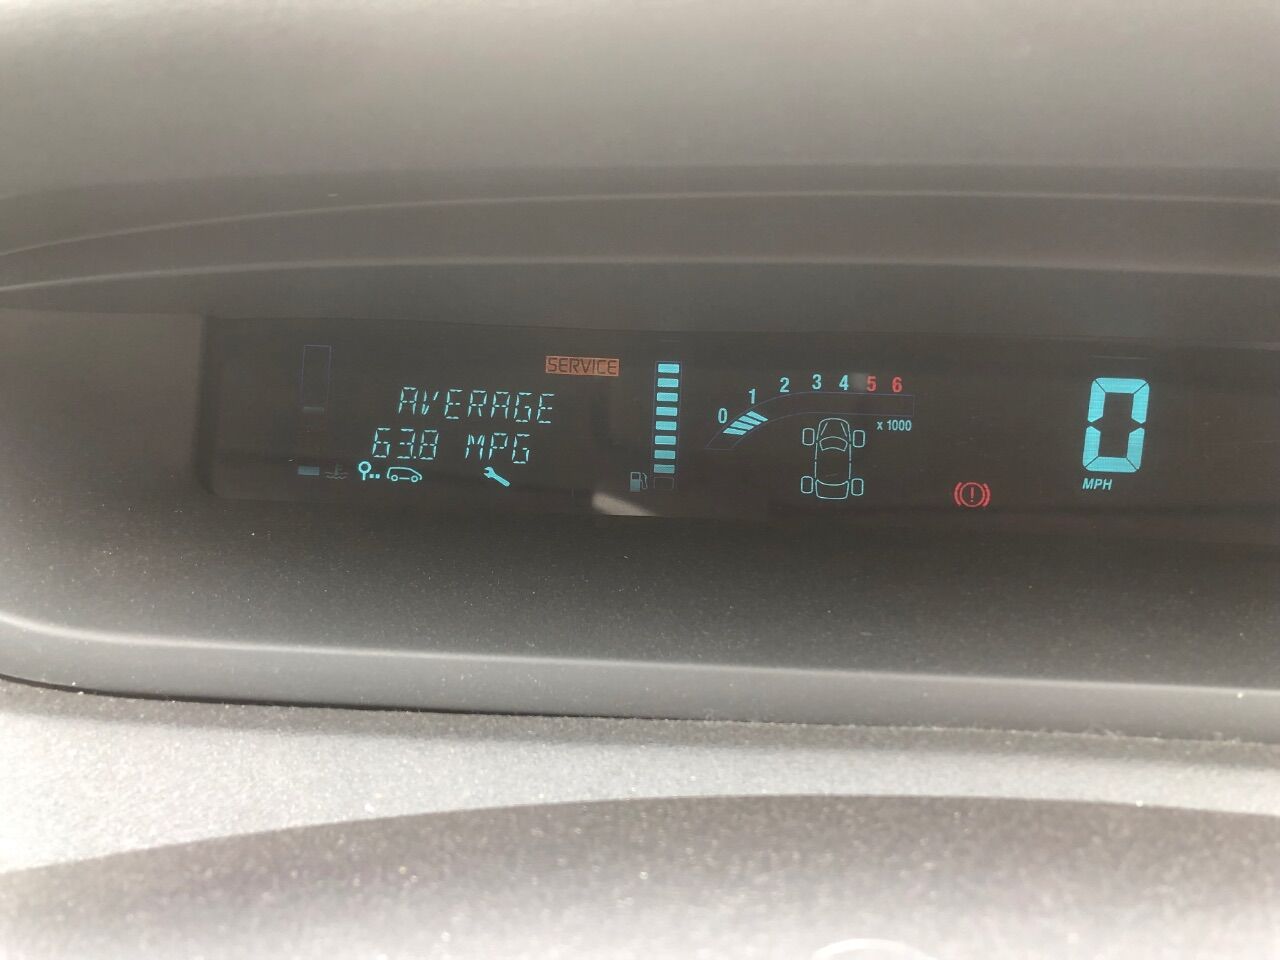 SERVICE
AVERAGE
63.8 MPG
0 1 2 3 4 5 6
x 1000
0
MPH